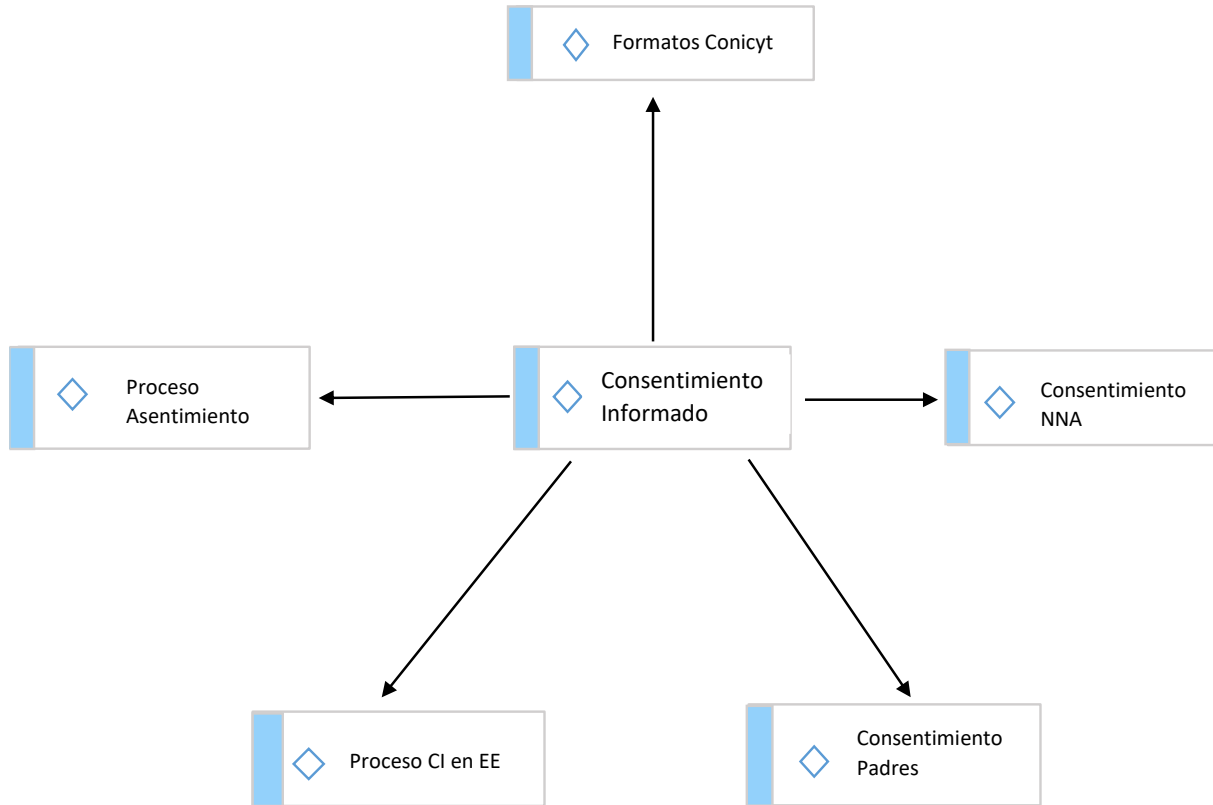 Formatos Conicyt
Proceso
Asentimiento
Consentimiento
Informado
Consentimiento
NNA
Proceso CI en EE
Consentimiento
Padres